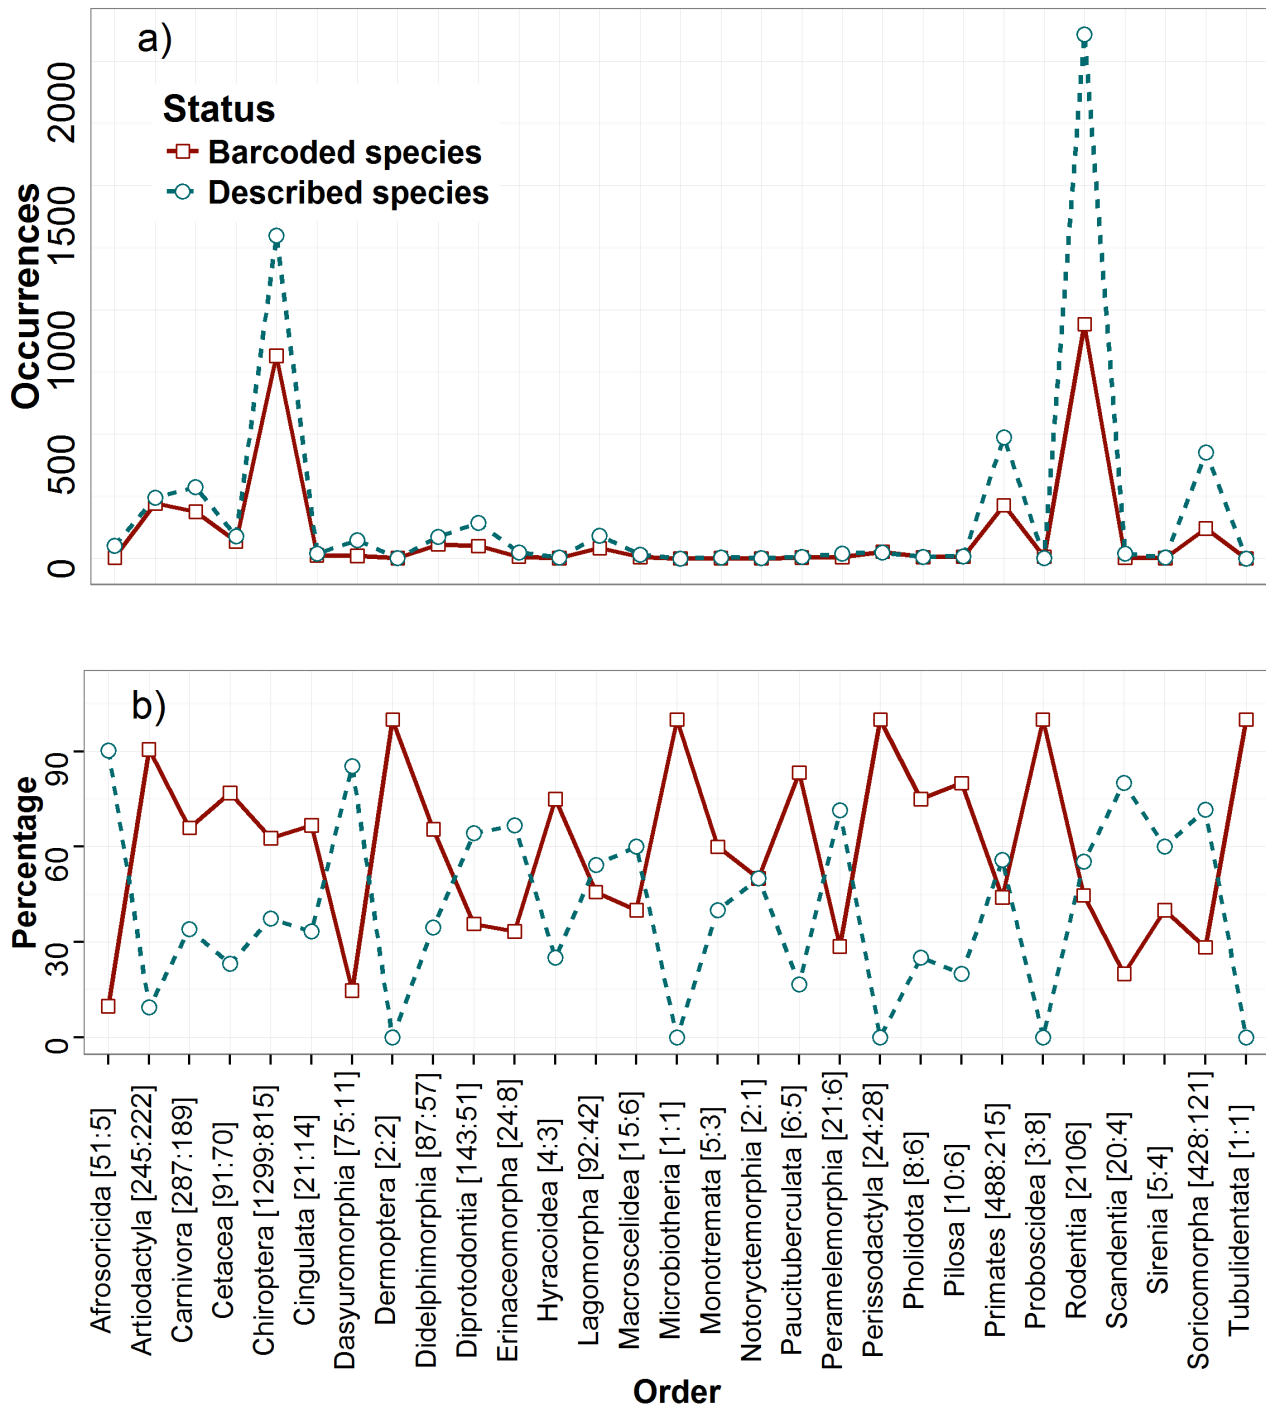 a)
Status
Barcoded species
Described species
Occurrences
0
500
1000
1500
2000
b)
Percentage
0
30
60
90
Afrosoricida [51:5]
Artiodactyla [245:222]
Carnivora [287:189]
Cetacea [91:70]
Chiroptera [1299:815]
Cingulata [21:14]
Dasyuromorphia [75:11]
Dermoptera [2:2]
Didelphimorphia [87:57]
Diprotodontia [143:51]
Erinaceomorpha [24:8]
Hyracoidea [4:3]
Lagomorpha [92:42]
Macroscelidea [15:6]
Microbiotheria [1:1]
Monotremata [5:3]
Notoryctemorphia [2:1]
Paucituberculata [6:5]
Peramelemorphia [21:6]
Perissodactyla [24:28]
Pholidota [8:6]
Pilosa [10:6]
Primates [488:215]
Proboscidea [3:8]
Rodentia [2106]
Scandentia [20:4]
Sirenia [5:4]
Soricomorpha [428:121]
Tubulidentata [1:1]
Order